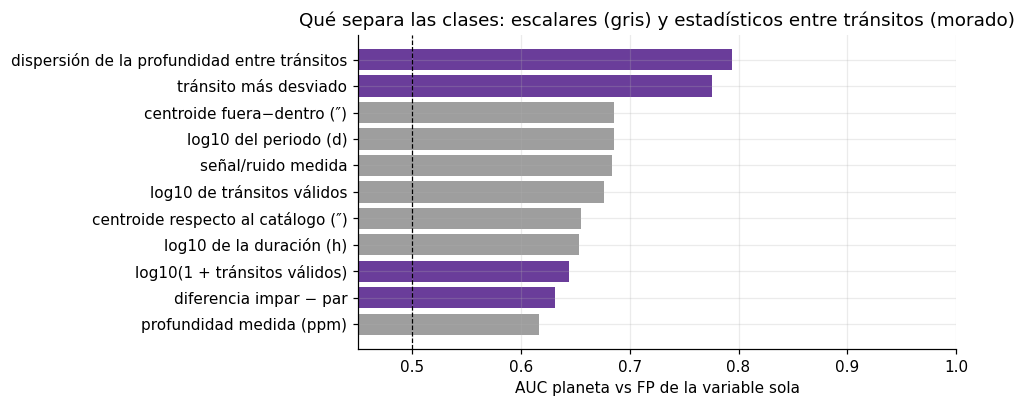 Qué separa las clases: escalares (gris) y estadísticos entre tránsitos (morado)
dispersión de la profundidad entre tránsitos
tránsito más desviado
centroide fuera−dentro (″)
log10 del periodo (d)
señal/ruido medida
log10 de tránsitos válidos
centroide respecto al catálogo (″)
log10 de la duración (h)
log10(1 + tránsitos válidos)
diferencia impar − par
profundidad medida (ppm)
0.5 0.6 0.7 0.8 0.9 1.0
AUC planeta vs FP de la variable sola